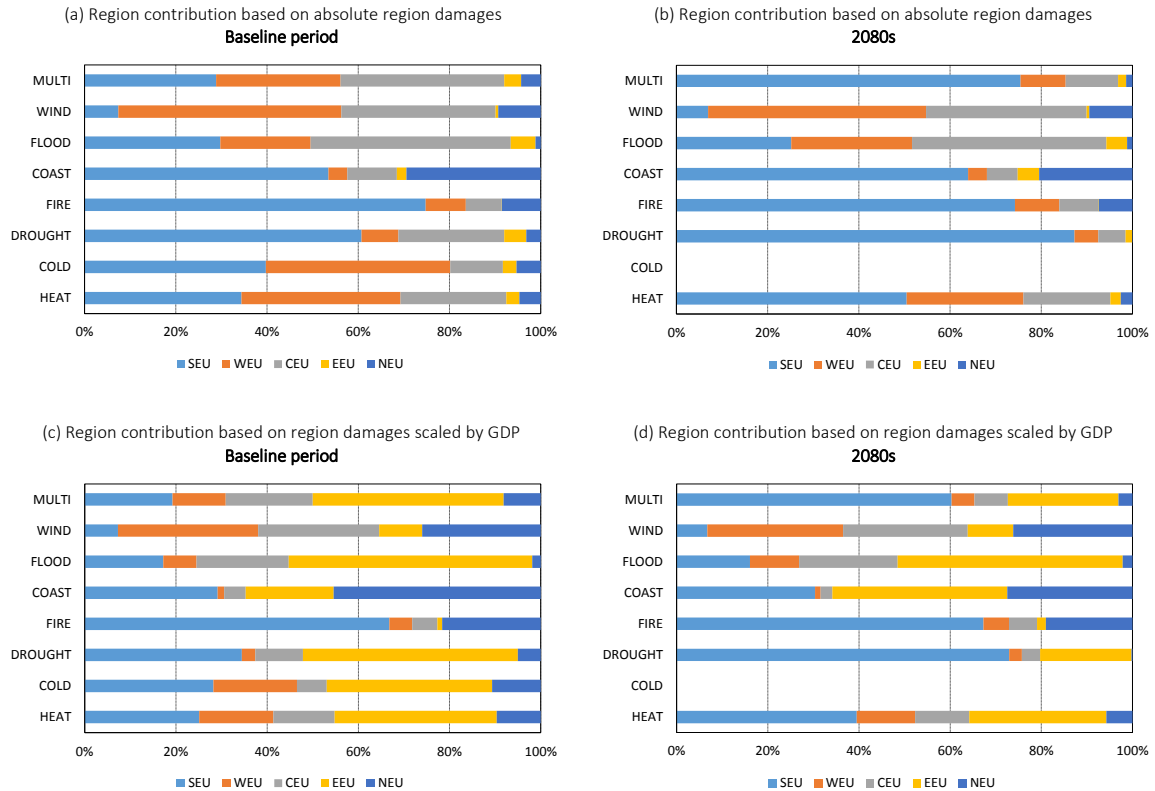 (a) Region contribution based on absolute region damages
Baseline period
MULTI
WIND
FLOOD
COAST
FIRE
DROUGHT
COLD
HEAT
0% 20% 40% 60% 80% 100%
SEU WEU CEU EEU NEU
(b) Region contribution based on absolute region damages
2080s
MULTI
WIND
FLOOD
COAST
FIRE
DROUGHT
COLD
HEAT
0% 20% 40% 60% 80% 100%
SEU WEU CEU EEU NEU
(c) Region contribution based on region damages scaled by GDP
Baseline period
MULTI
WIND
FLOOD
COAST
FIRE
DROUGHT
COLD
HEAT
0% 20% 40% 60% 80% 100%
SEU WEU CEU EEU NEU
(d) Region contribution based on region damages scaled by GDP
2080s
MULTI
WIND
FLOOD
COAST
FIRE
DROUGHT
COLD
HEAT
0% 20% 40% 60% 80% 100%
SEU WEU CEU EEU NEU